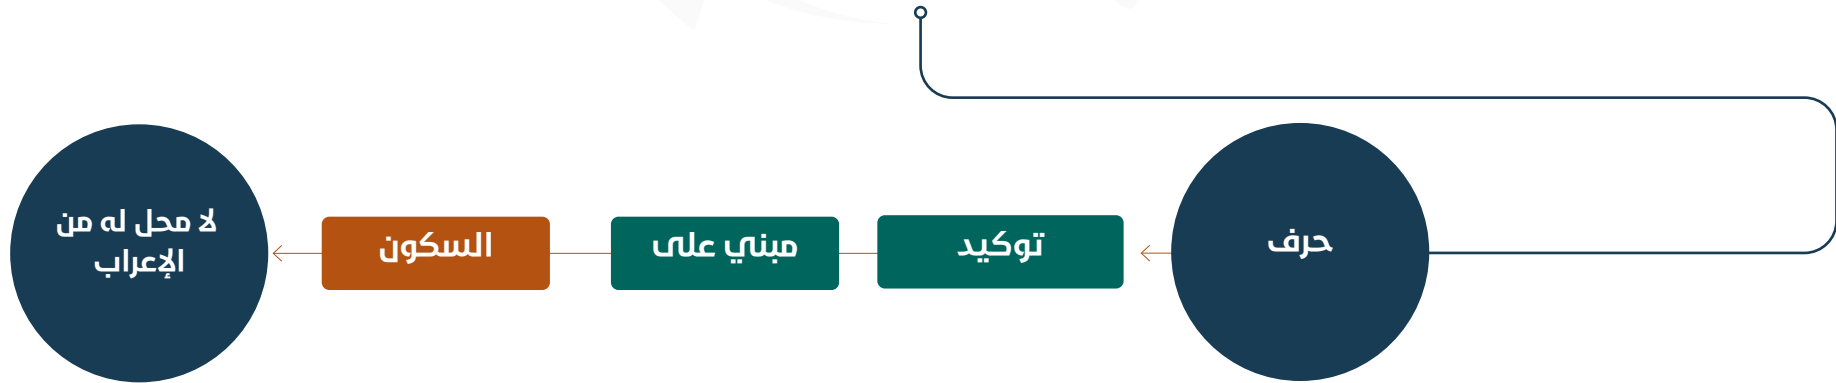 حرف
توكيد
مبني على
السكون
لا محل له من
الإعراب